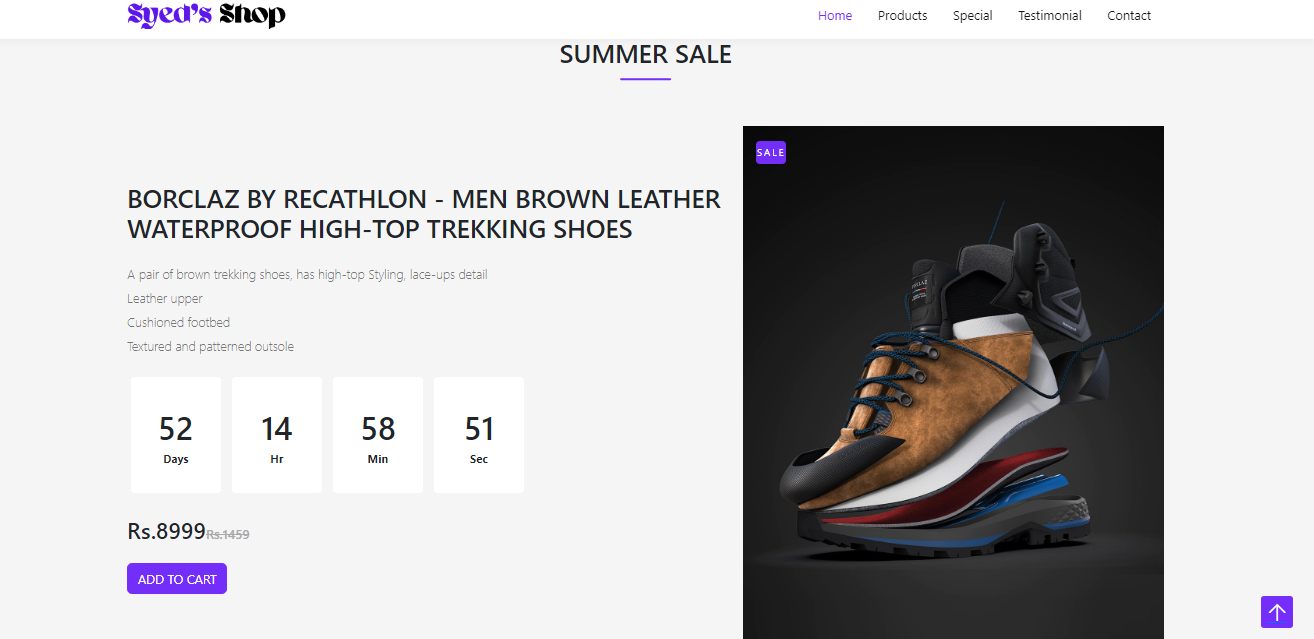 Syed's Shop
Home Products Special Testimonial Contact
SUMMER SALE
BORCLAZ BY RECATHLON - MEN BROWN LEATHER
WATERPROOF HIGH-TOP TREKKING SHOES
A pair of brown trekking shoes, has high-top Styling, lace-ups detail
Leather upper
Cushioned footbed
Textured and patterned outsole
52 14 58 51
Days Hr Min Sec
Rs.8999 Rs.1459
ADD TO CART
SALE